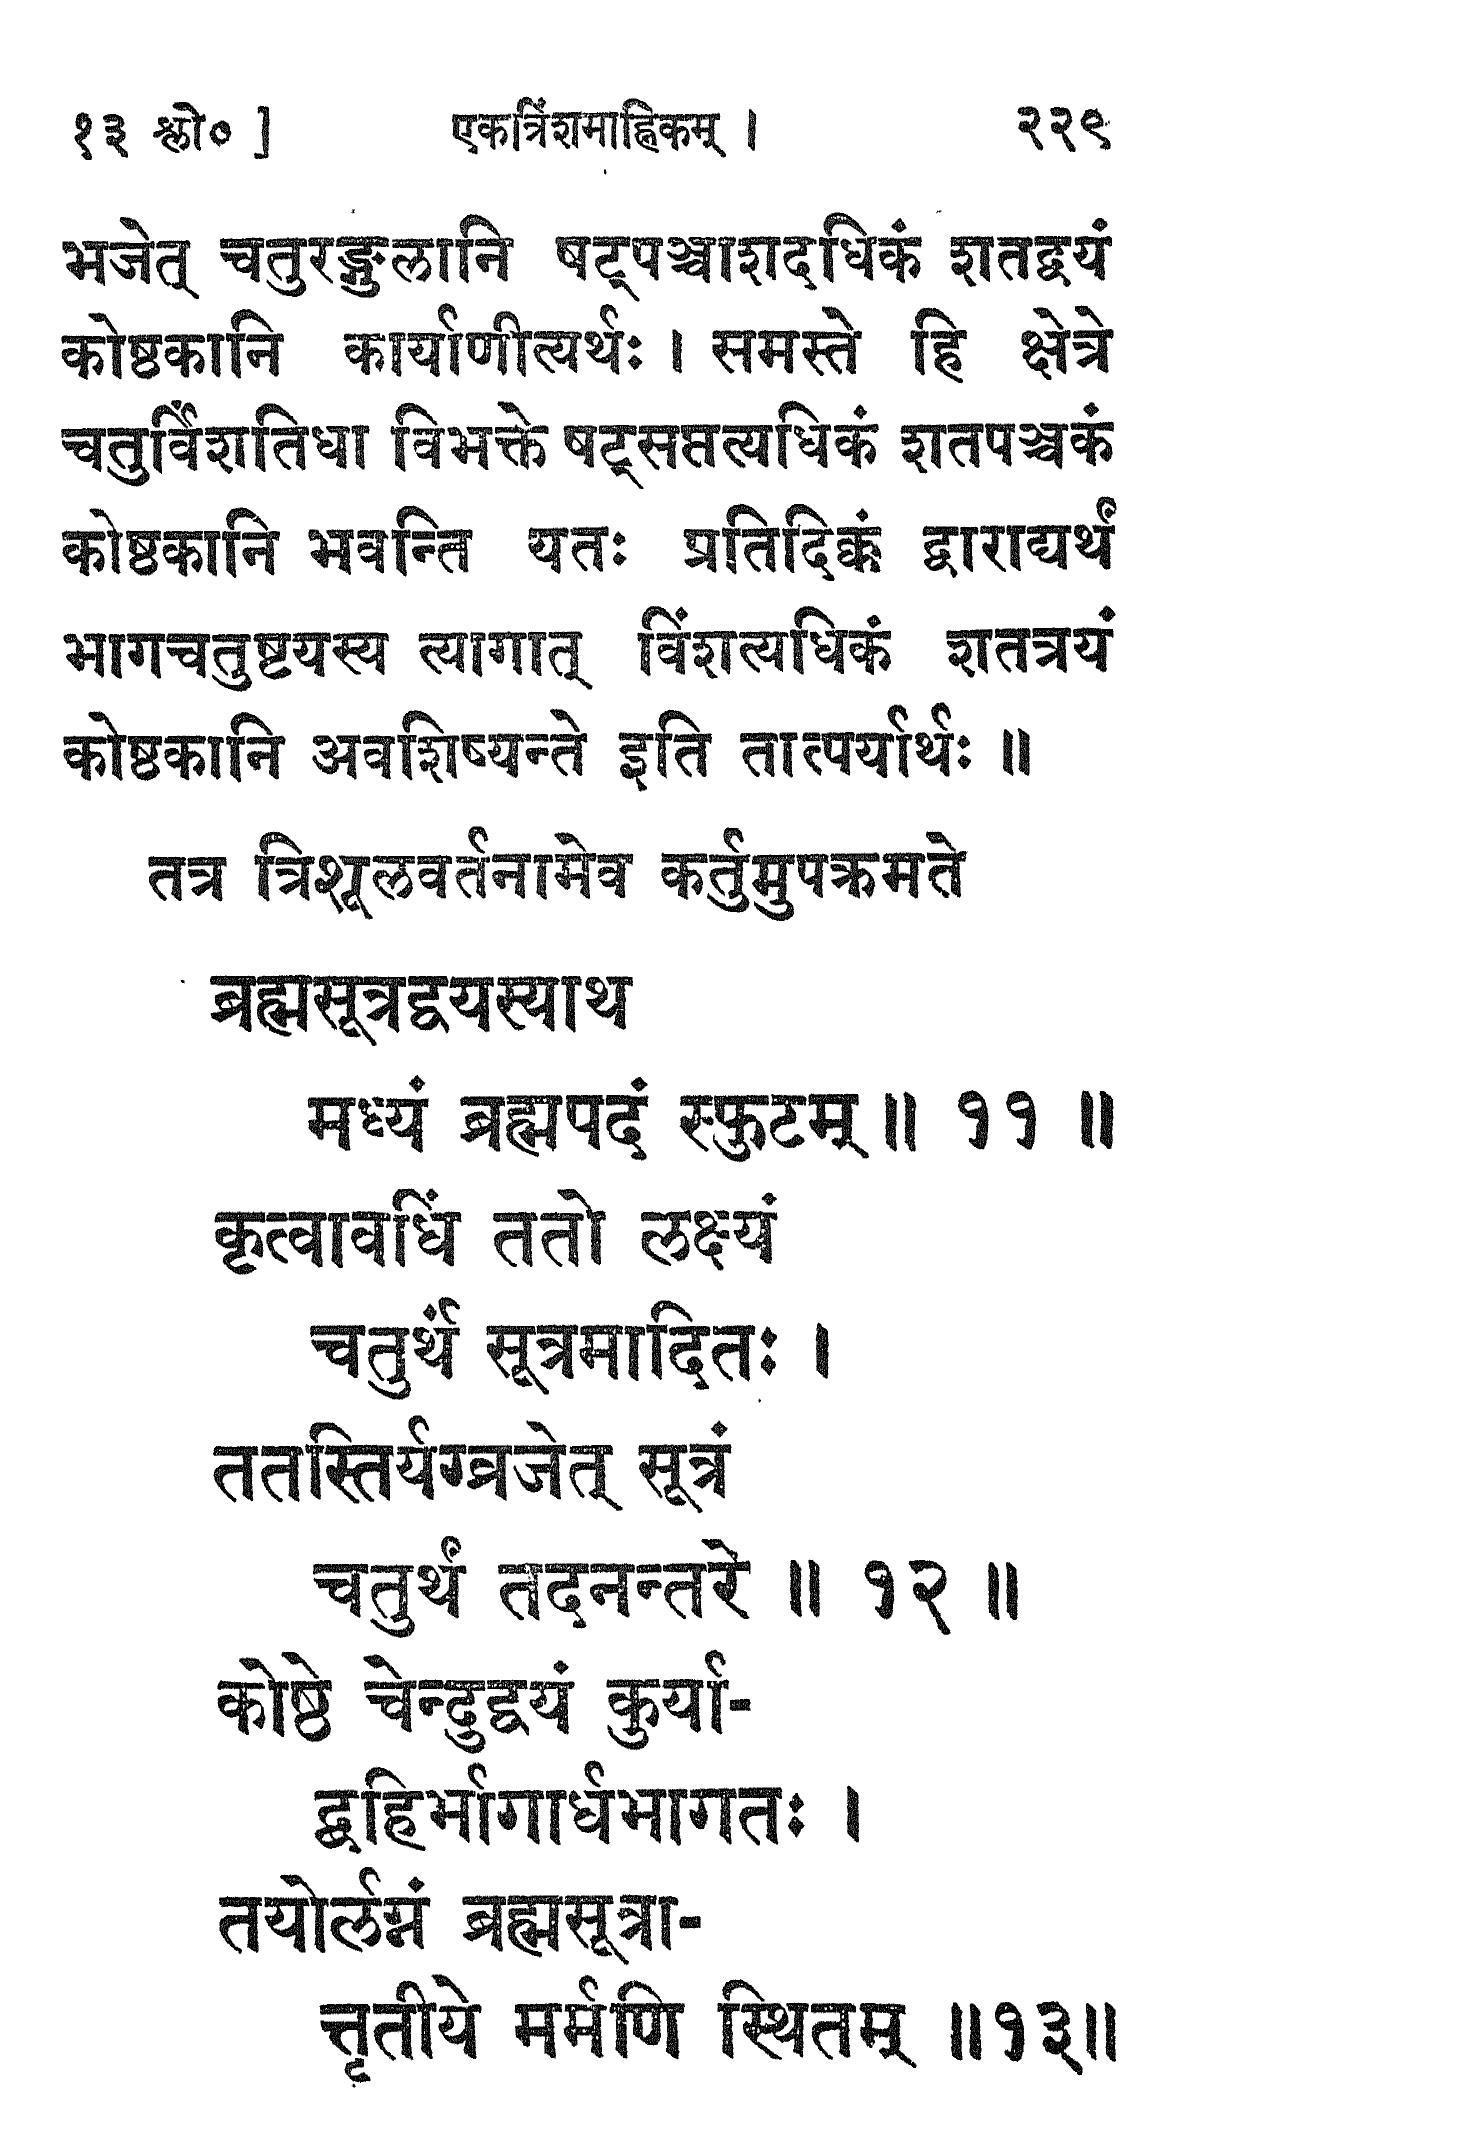 १३ श्लो० ] एकत्रिंशमाह्निकम् । २२९
भजेत् चतुरङ्गुलानि षट्पञ्चाशदधिकं शतद्वयं
कोष्ठकानि कार्याणीत्यर्थः । समस्ते हि क्षेत्रे
चतुर्विंशतिधा विभक्ते षट्सप्तत्यधिकं शतपञ्चकं
कोष्ठकानि भवन्ति यतः प्रतिदिक्कं द्वाराद्यर्थं
भागचतुष्टयस्य त्यागात् विंशत्यधिकं शतत्रयं
कोष्ठकानि अवशिष्यन्ते इति तात्पर्यार्थः ॥
तत्र त्रिशूलवर्तनामेव कर्तुमुपक्रमते
ब्रह्मसूत्रद्वयस्याथ
मध्यं ब्रह्मपदं स्फुटम् ॥ ११ ॥
कृत्वावधिं ततो लक्ष्यं
चतुर्थं सूत्रमादितः ।
ततस्तिर्यग्व्रजेत् सूत्रं
चतुर्थं तदनन्तरे ॥ १२ ॥
कोष्ठे चेन्दुद्वयं कुर्या-
द्बहिर्भागार्धभागतः ।
तयोर्लग्नं ब्रह्मसूत्रा-
त्तृतीये मर्मणि स्थितम् ॥१३॥